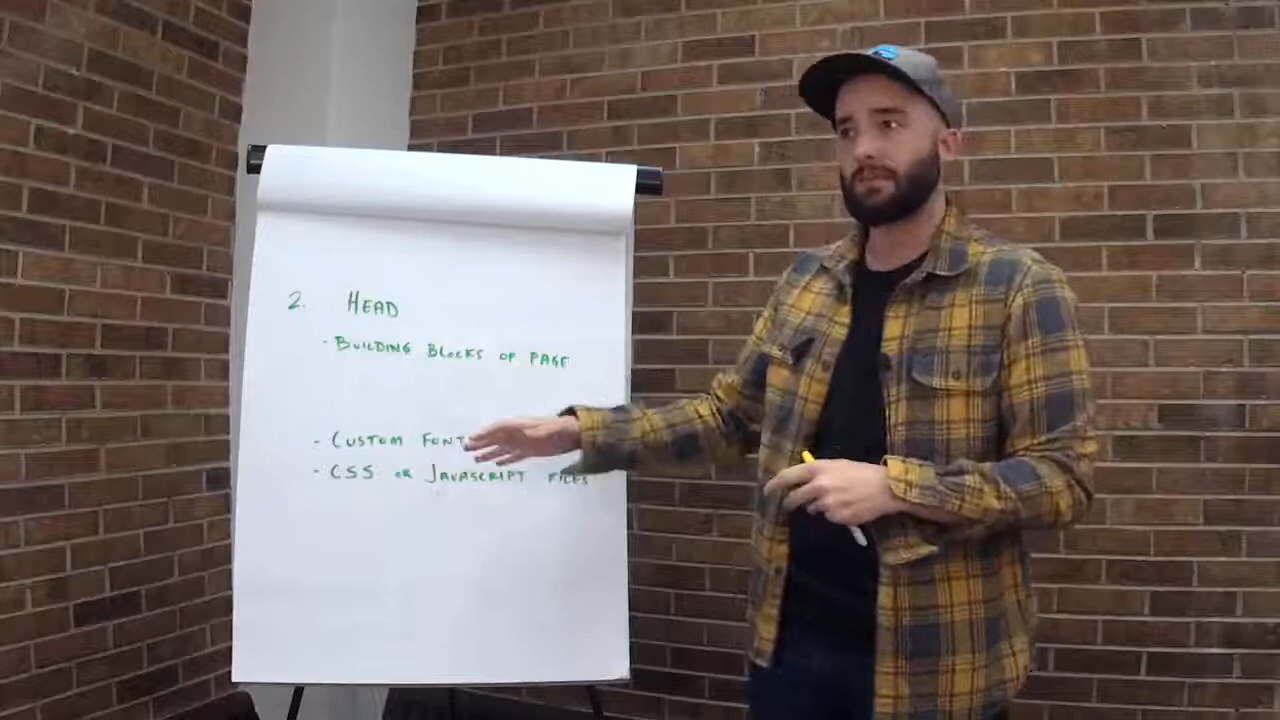 2. HEAD
- BUILDING BLOCKS OF PAGE
- CUSTOM FONT
- CSS OR JAVASCRIPT FILES